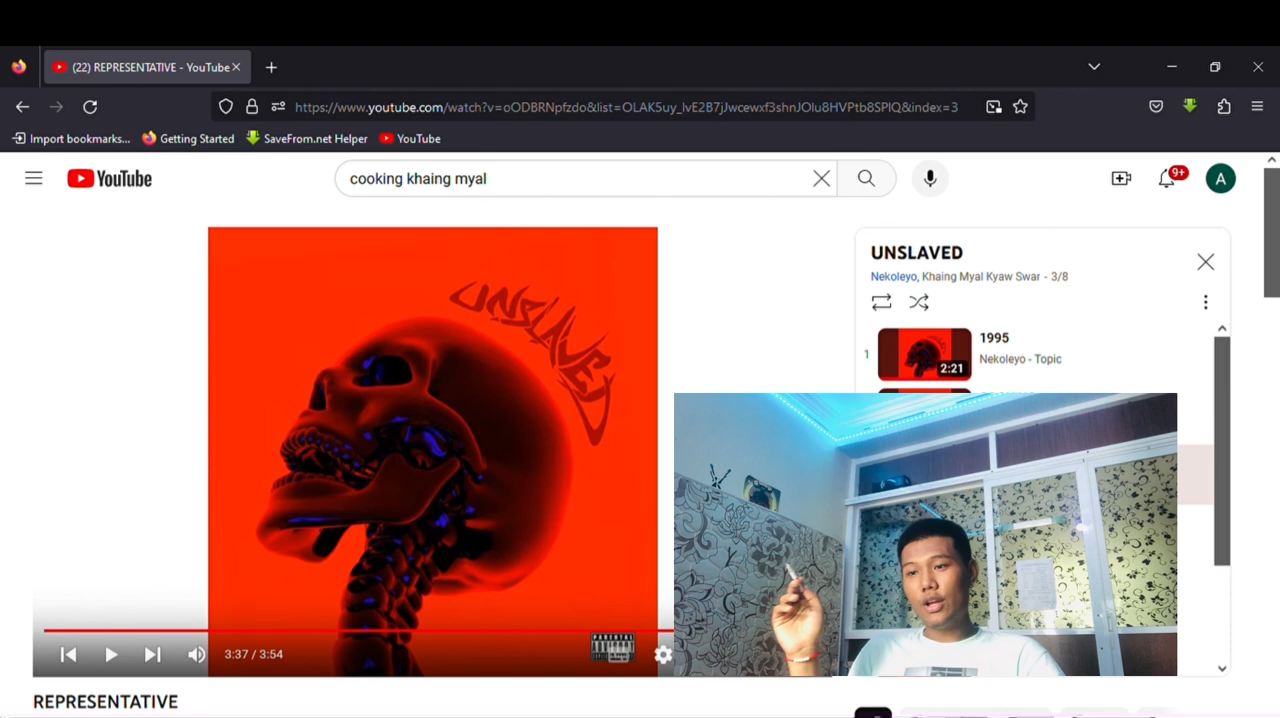 (22) REPRESENTATIVE - YouTube
https://www.youtube.com/watch?v=oODBRNpfzdo&list=OLAK5uy_lvE2B7jJwcewxf3shnJOlu8HVPtb8SPlQ&index=3
Import bookmarks... Getting Started SaveFrom.net Helper YouTube
YouTube
cooking khaing myal
9+
A
UNSLAVED
UNSLAVED
Nekoleyo, Khaing Myal Kyaw Swar - 3/8
1
2:21
1995
Nekoleyo - Topic
PARENTAL
3:37 / 3:54
REPRESENTATIVE